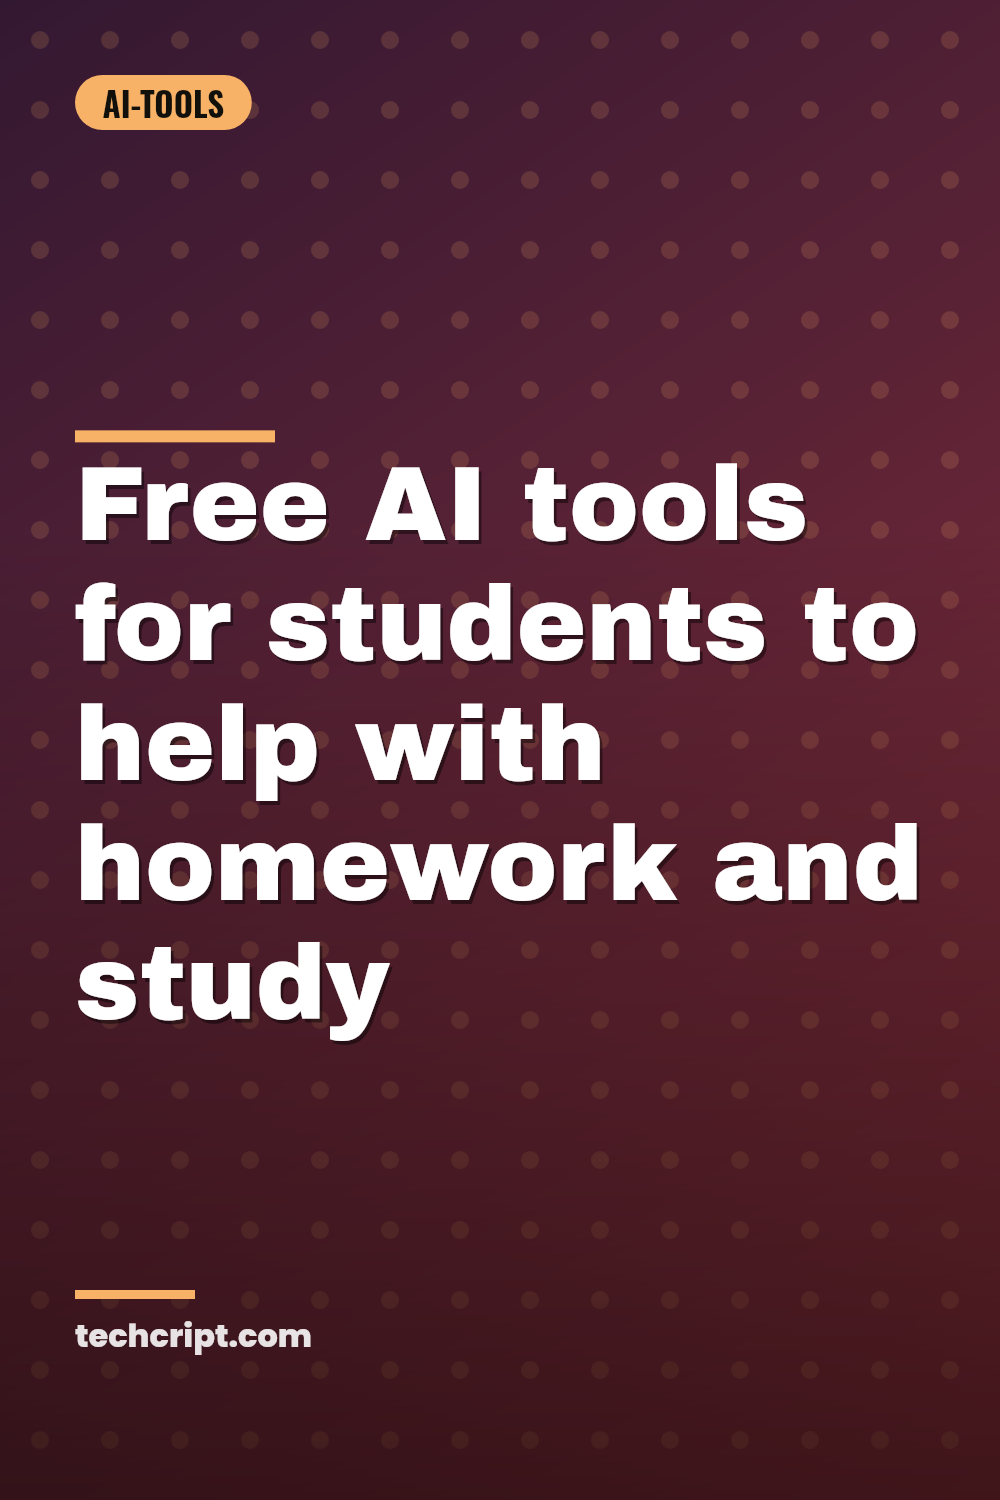 AI-TOOLS
Free AI tools
for students to
help with
homework and
study
techcript.com